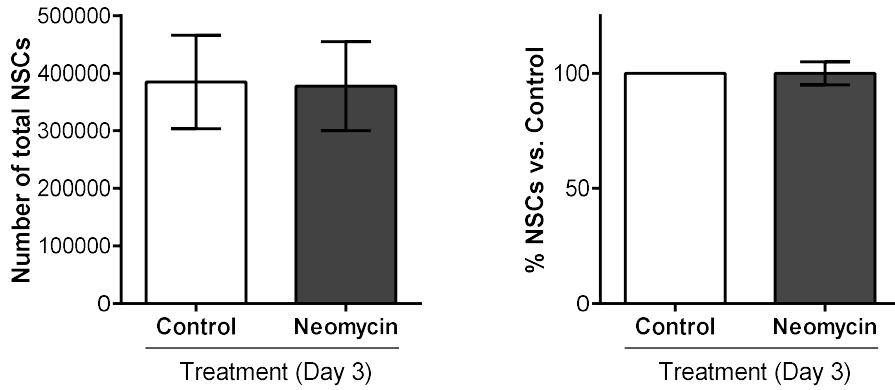 Number of total NSCs
500000
400000
300000
200000
100000
0
Control Neomycin
Treatment (Day 3)
% NSCs vs. Control
100
50
0
Control Neomycin
Treatment (Day 3)